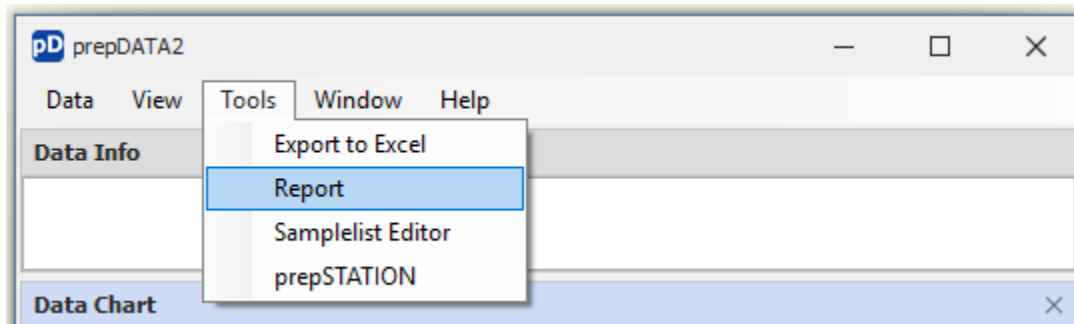 pD prepDATA2
Data View Tools Window Help
Data Info
Export to Excel
Report
Samplelist Editor
prepSTATION
Data Chart